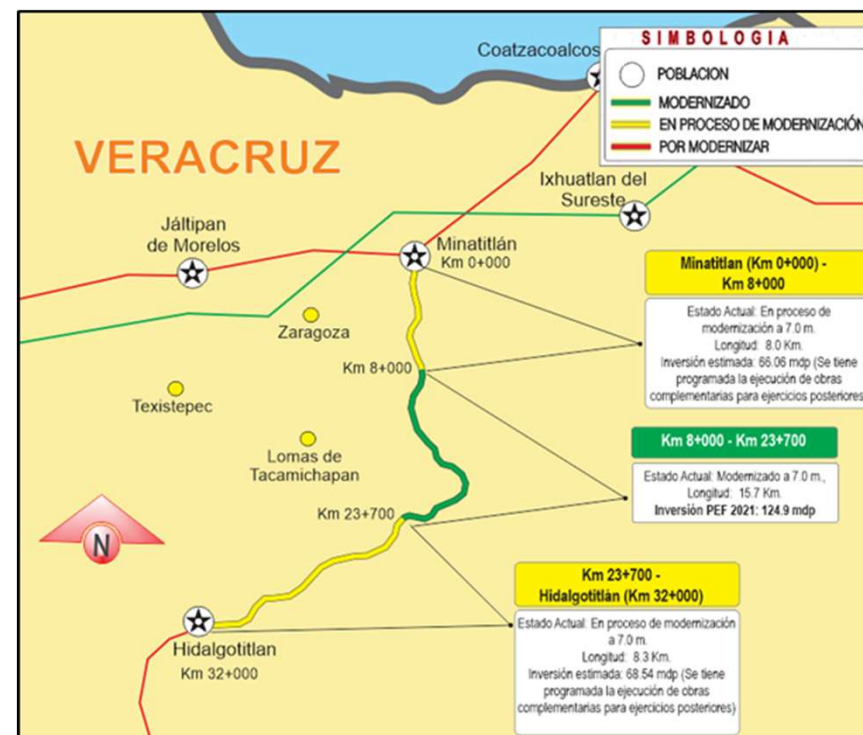 SIMBOLOGIA
POBLACION
MODERNIZADO
EN PROCESO DE MODERNIZACIÓN
POR MODERNIZAR
Coatzacoalcos
VERACRUZ
Ixhuatlan del
Sureste
Jáltipan
de Morelos
Minatitlán
Km 0+000
Minatitlan (Km 0+000) -
Km 8+000
Estado Actual: En proceso de
modernización a 7.0 m.
Longitud: 8.0 Km.
Inversión estimada: 66.06 mdp (Se tiene
programada la ejecución de obras
complementarias para ejercicios posteriores
Zaragoza
Km 8+000
Texistepec
Lomas de
Tacamichapan
Km 8+000 - Km 23+700
Estado Actual: Modernizado a 7.0 m.,
Longitud: 15.7 Km.
Inversión PEF 2021: 124.9 mdp
Km 23+700
N
Km 23+700 -
Hidalgotitlán (Km 32+000)
Estado Actual: En proceso de modernización
a 7.0 m.
Longitud: 8.3 Km.
Inversión estimada: 68.54 mdp (Se tiene
programada la ejecución de obras
complementarias para ejercicios posteriores)
Hidalgotitlan
Km 32+000